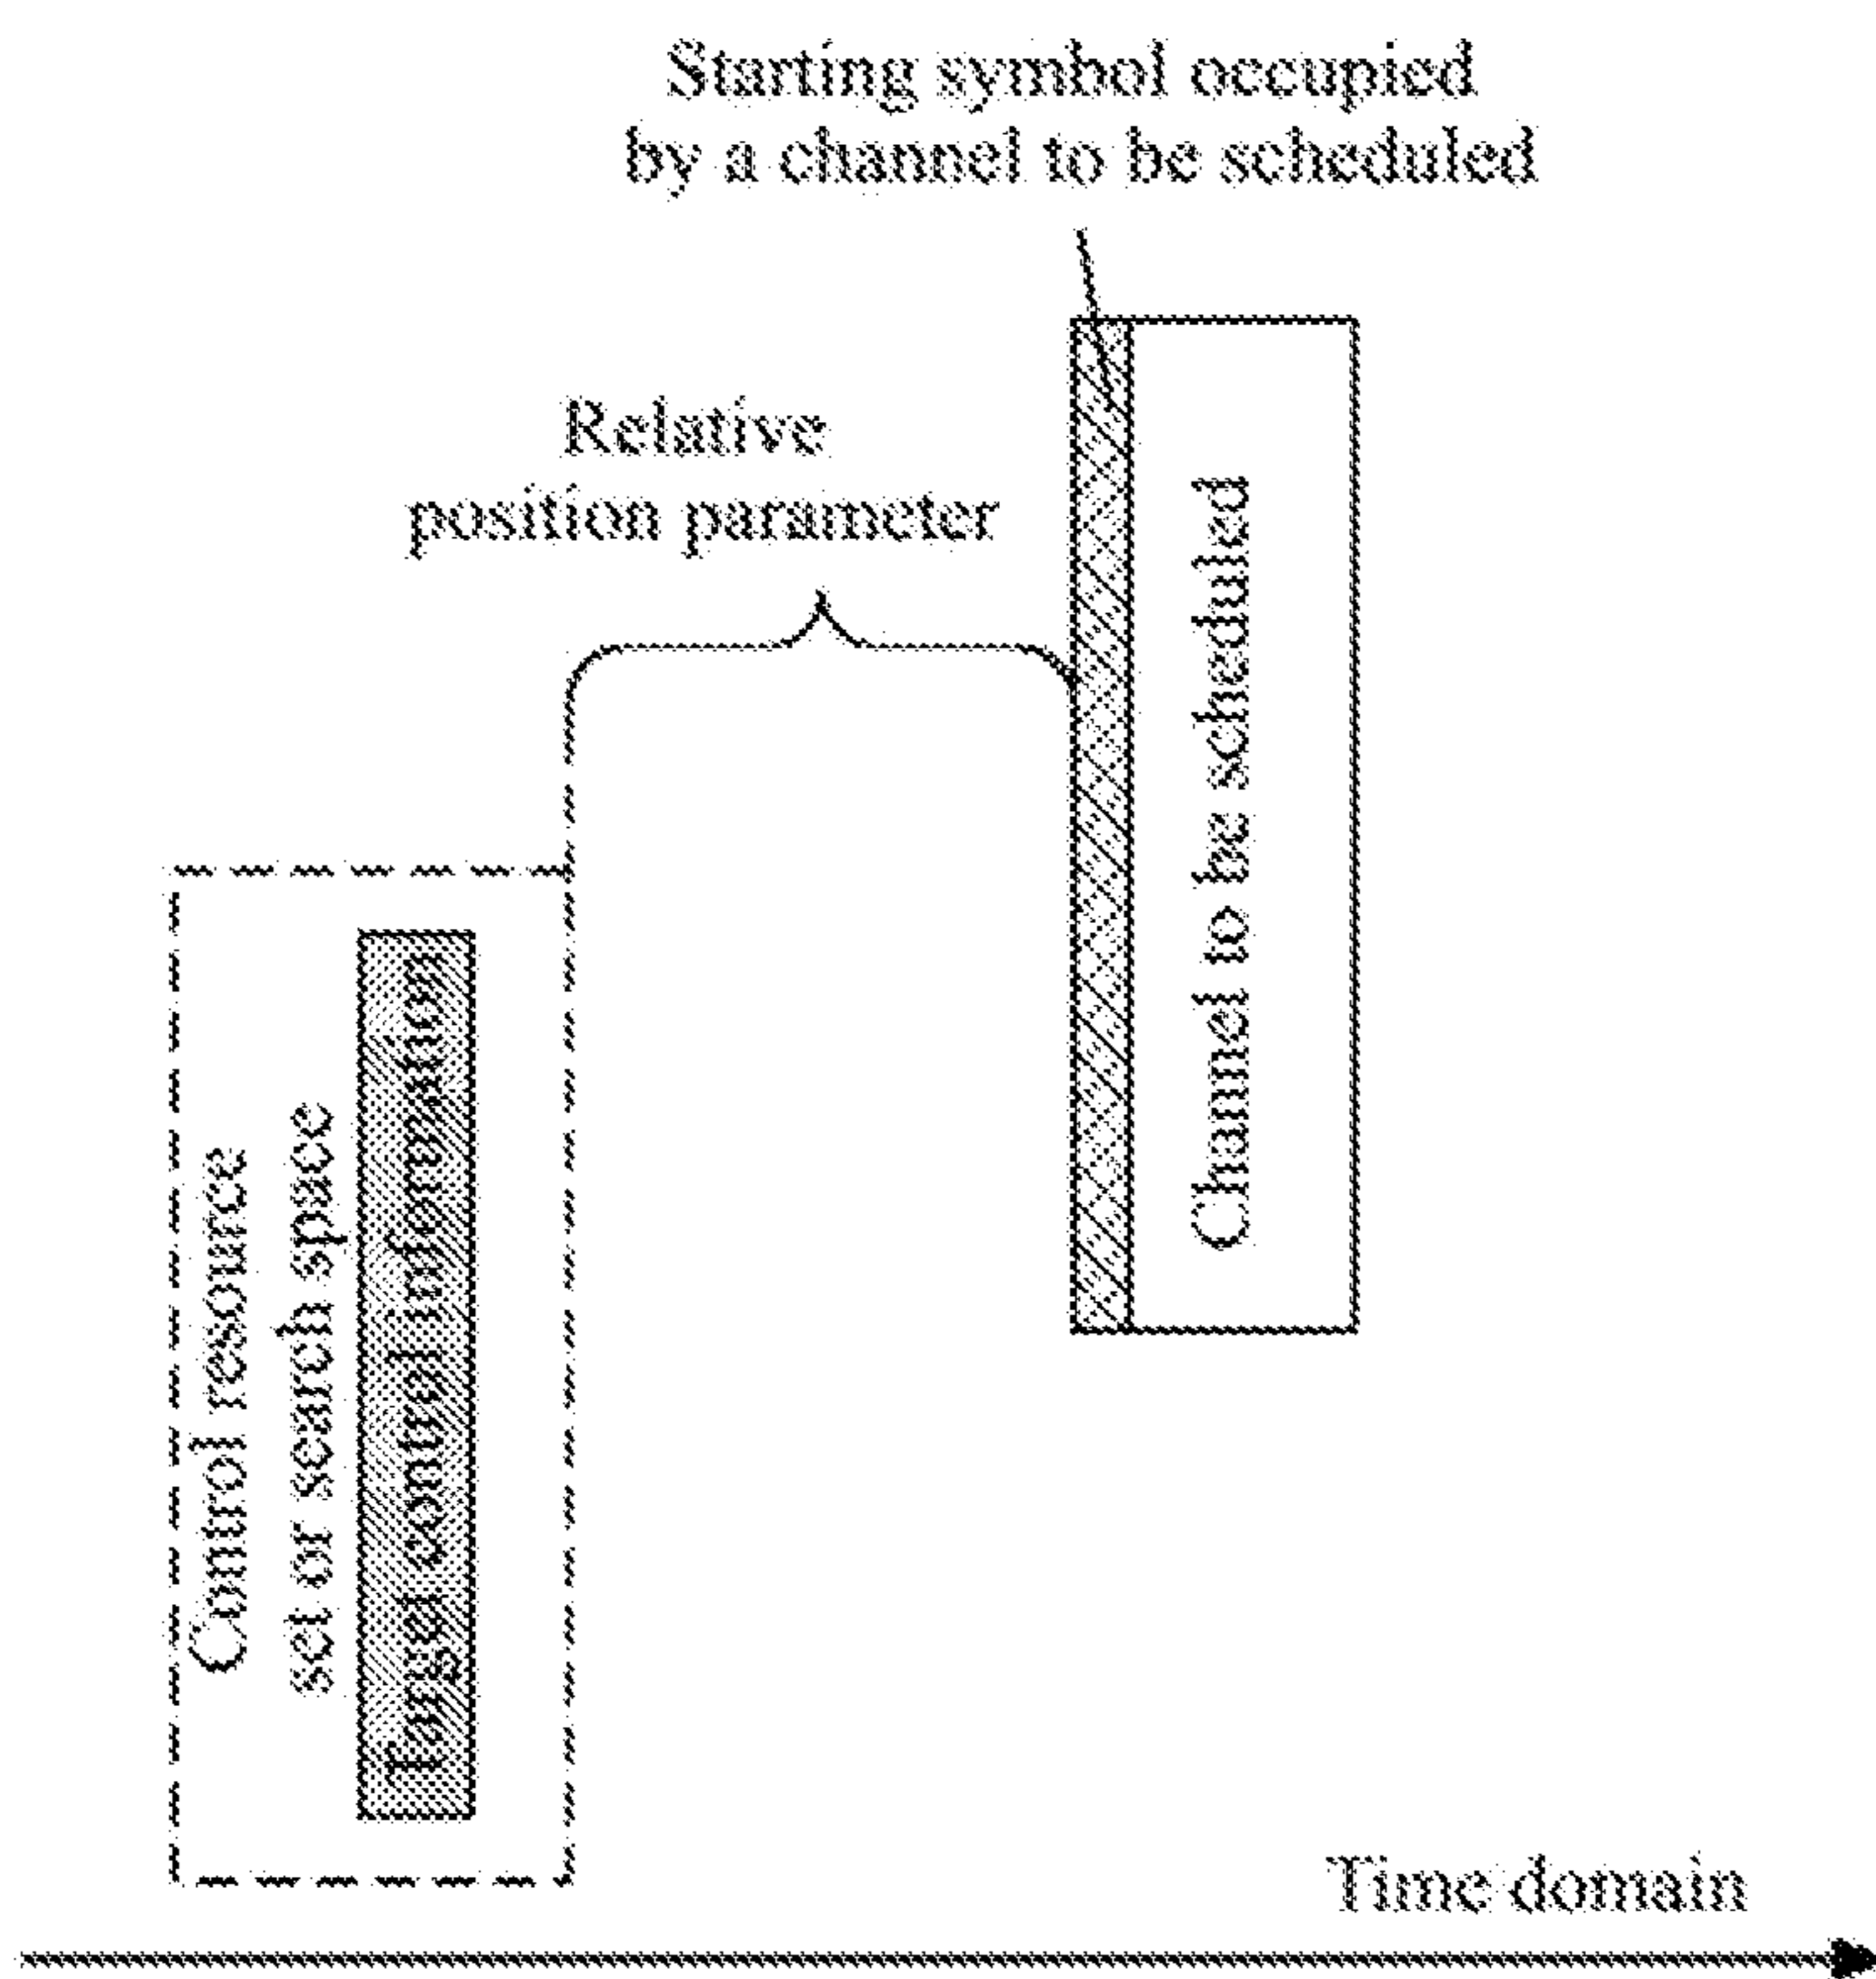 Starting symbol occupied
by a channel to be scheduled
Relative
position parameter
Channel to be scheduled
Control resource
set or search space
Target control information
Time domain